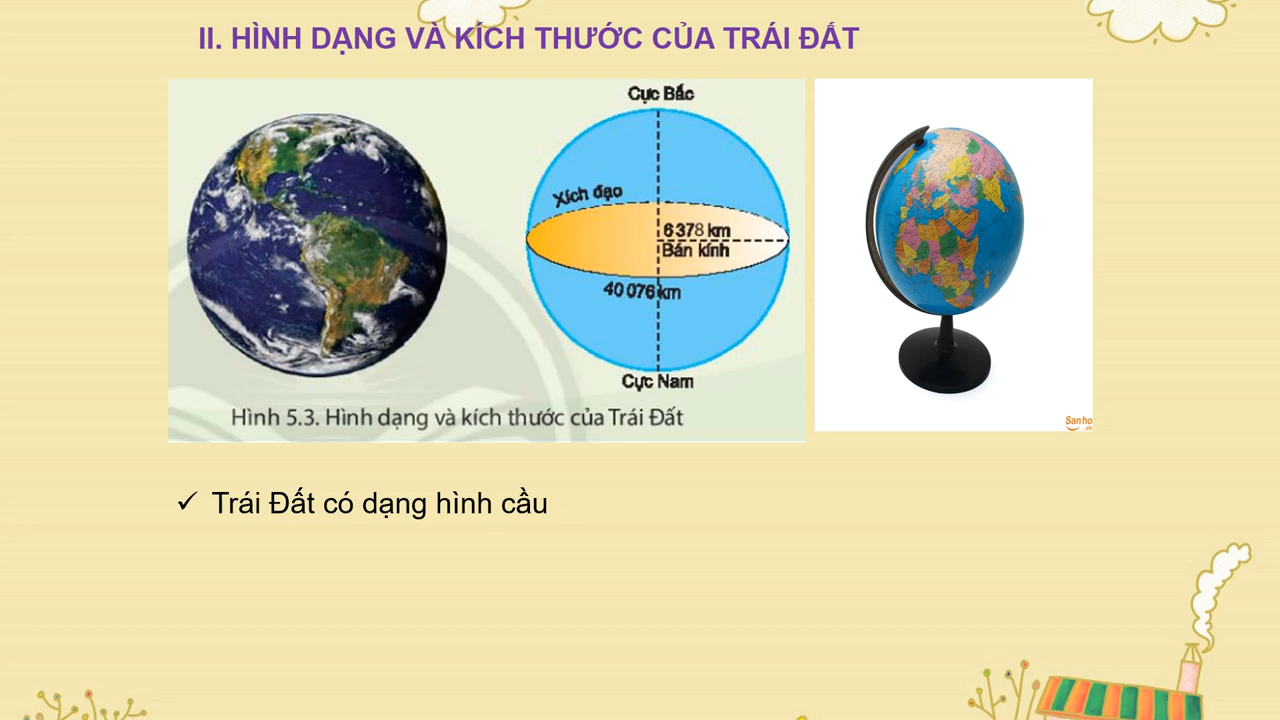 II. HÌNH DẠNG VÀ KÍCH THƯỚC CỦA TRÁI ĐẤT
Cực Bắc
Xích đạo
6 378 km
Bán kính
40 076 km
Cực Nam
Hình 5.3. Hình dạng và kích thước của Trái Đất
Sanho
.vn
✓ Trái Đất có dạng hình cầu